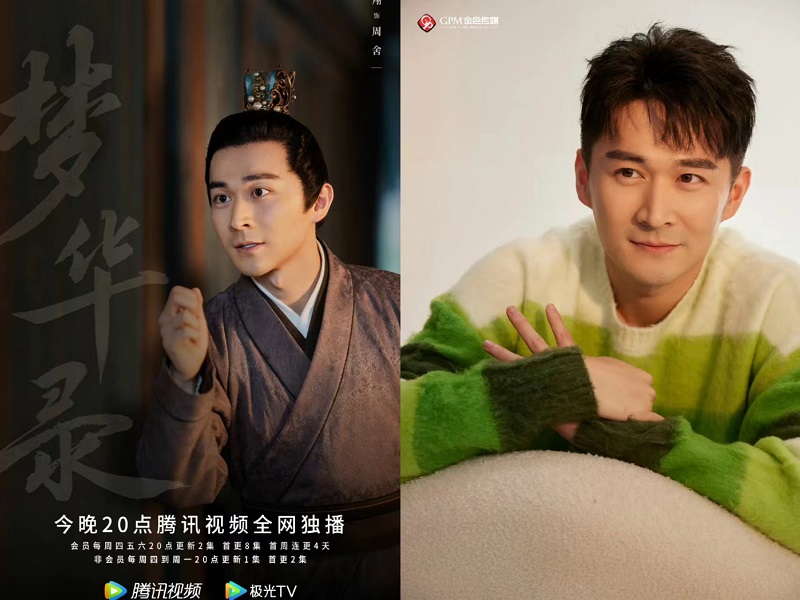 翔
饰
周
舍
梦
华
录
今晚20点腾讯视频全网独播
会员每周四五六20点更新2集 首更8集 首周连更4天
非会员每周四到周一20点更新1集 首更2集
腾讯视频
极光TV
GPM 金色传媒